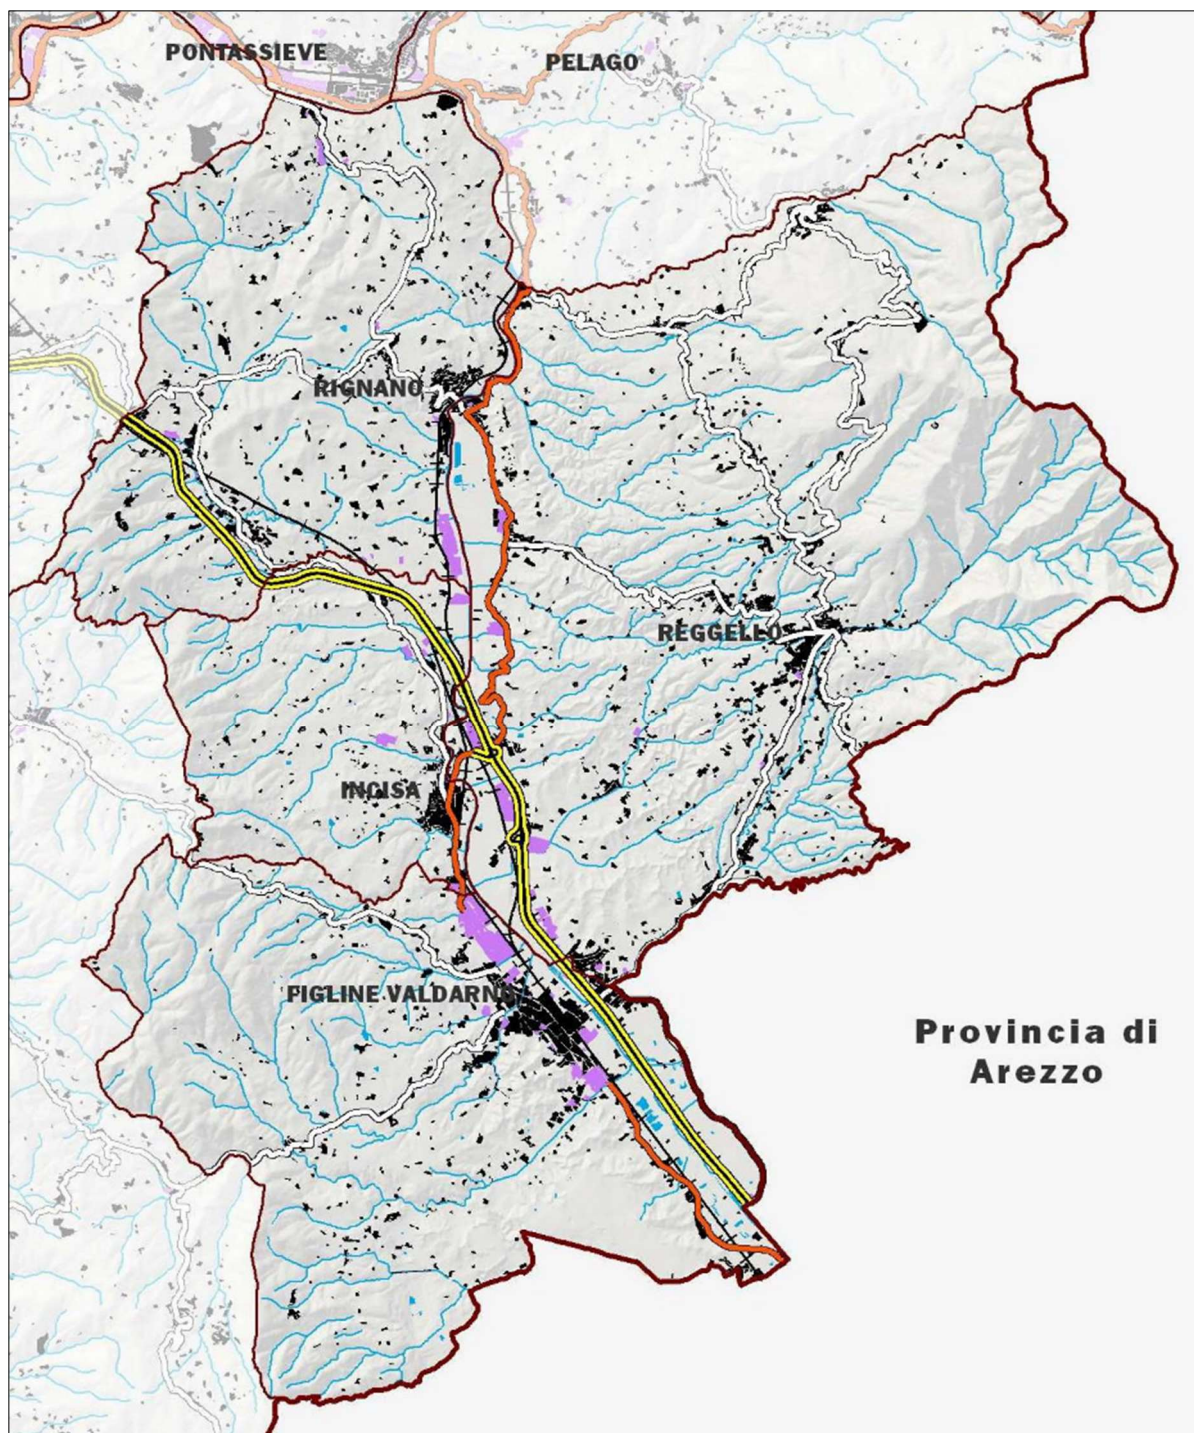 PONTASSIEVE
PELAGO
RIGNANO
REGGELLO
INCISA
FIGLINE VALDARNO
Provincia di
Arezzo